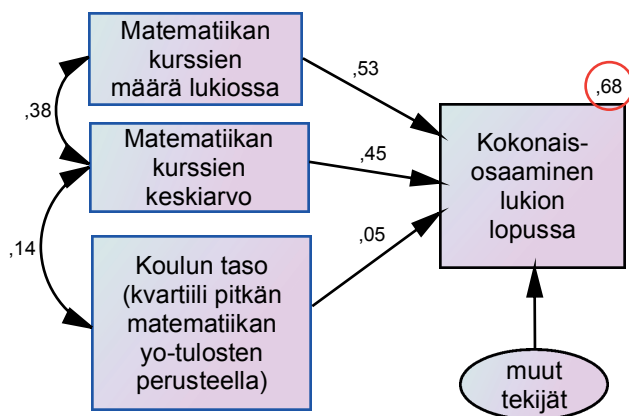 Matematiikan
kurssien
määrä lukiossa
,53
,68
,38
Matematiikan
kurssien
keskiarvo
,45
Kokonais-
osaaminen
lukion
lopussa
,14
,05
Koulun taso
(kvartiili pitkän
matematiikan
yo-tulosten
perusteella)
muut
tekijät